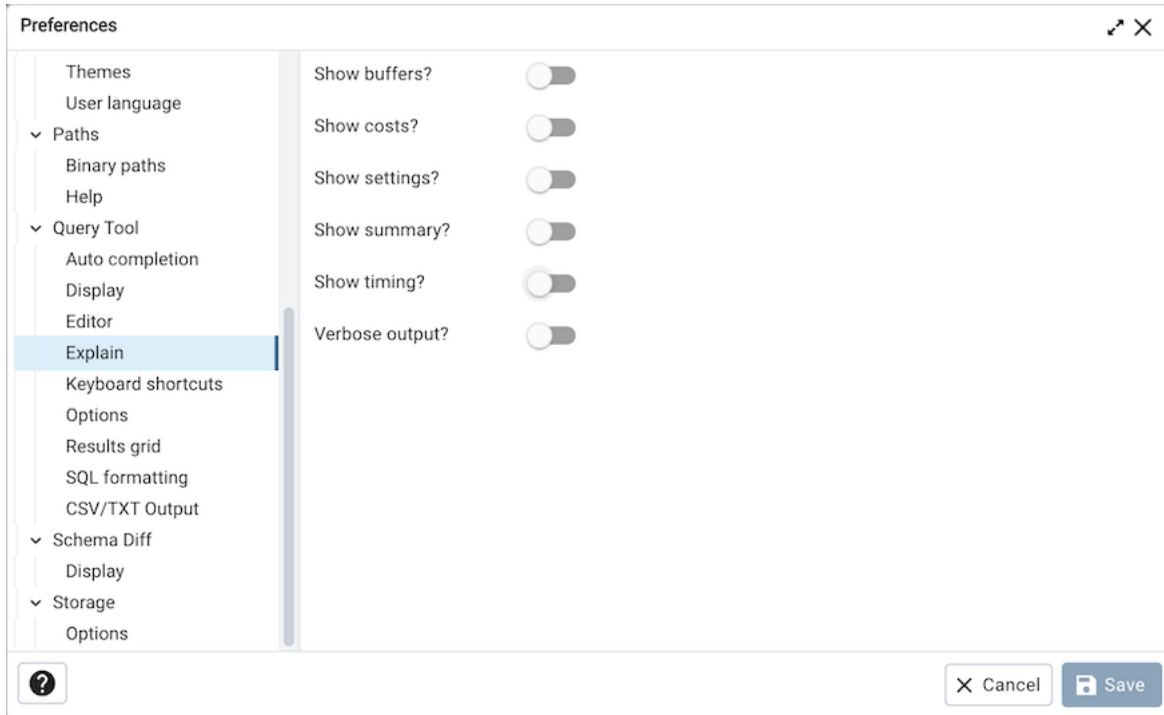 Preferences
Themes
User language
Paths
Binary paths
Help
Query Tool
Auto completion
Display
Editor
Explain
Keyboard shortcuts
Options
Results grid
SQL formatting
CSV/TXT Output
Schema Diff
Display
Storage
Options
Show buffers?
Show costs?
Show settings?
Show summary?
Show timing?
Verbose output?
?
Cancel
Save